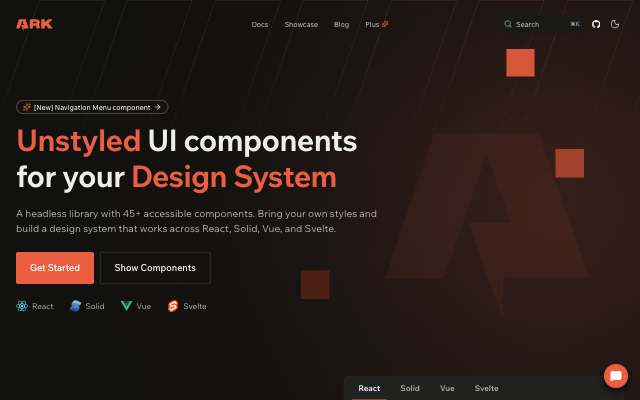 ARK
Docs Showcase Blog Plus
Search ⌘K
[New] Navigation Menu component →
Unstyled UI components
for your Design System
A headless library with 45+ accessible components. Bring your own styles and
build a design system that works across React, Solid, Vue, and Svelte.
Get Started Show Components
React Solid Vue Svelte
React Solid Vue Svelte